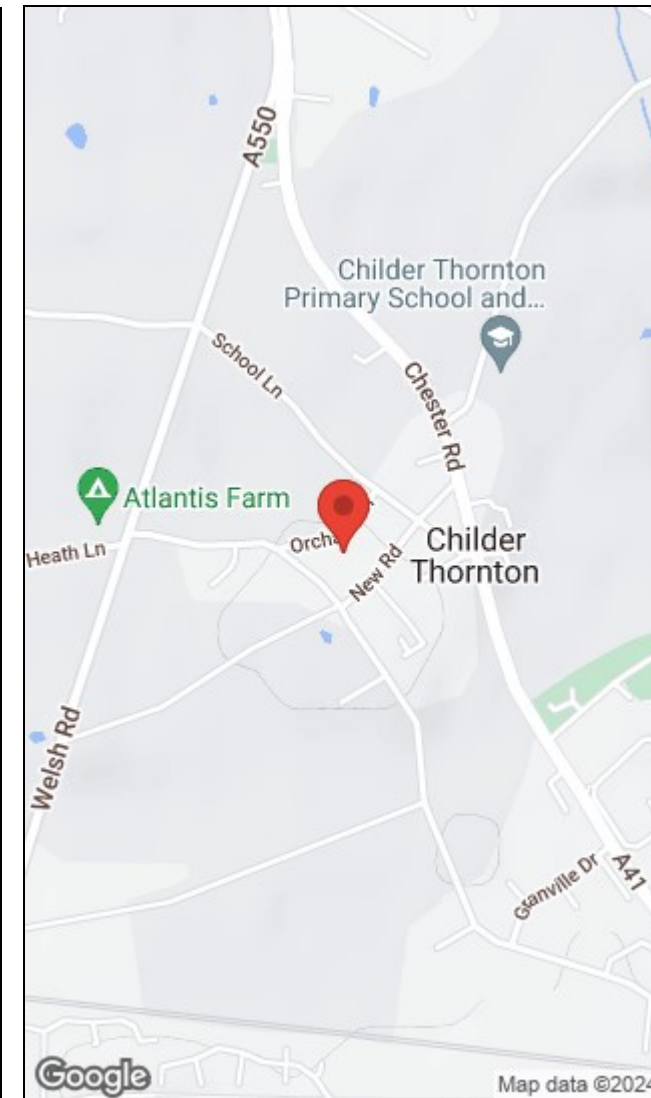 A550
Childer Thornton
Primary School and...
School Ln
Chester Rd
Atlantis Farm
Heath Ln
New Rd
Childer
Thornton
Welsh Rd
Granville Dr
A41
Google
Map data ©2024